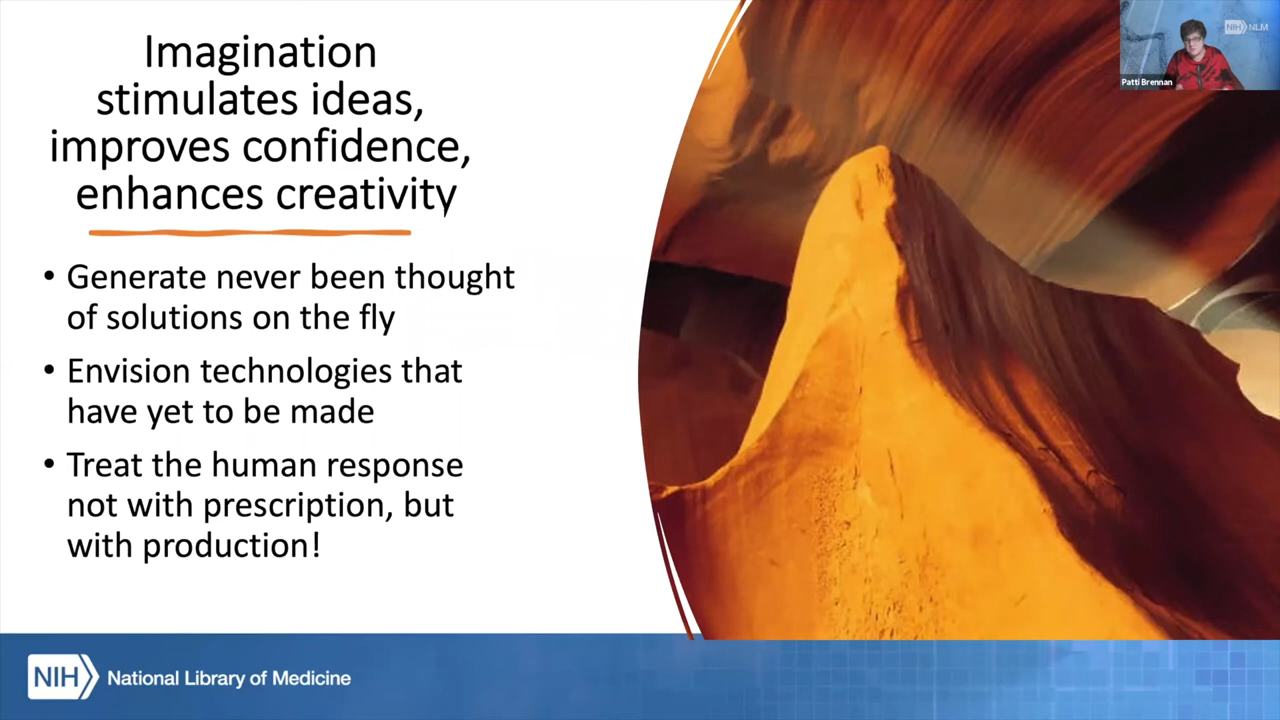 Imagination
stimulates ideas,
improves confidence,
enhances creativity
• Generate never been thought
of solutions on the fly
• Envision technologies that
have yet to be made
• Treat the human response
not with prescription, but
with production!
NIH NLM
Patti Brennan
NIH National Library of Medicine